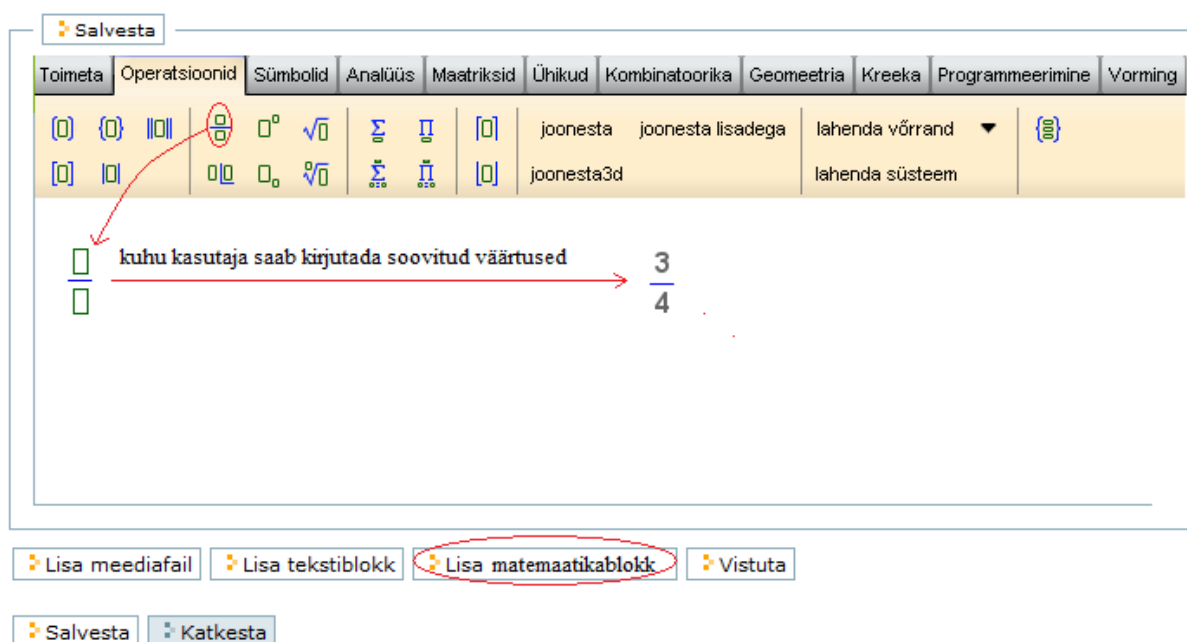 Salvesta
Toimeta Operatsioonid Sümbolid Analüüs Maatriksid Ühikud Kombinatoorika Geomeetria Kreeka Programmeerimine Vorming
joonesta joonesta lisadega lahenda võrrand
joonesta3d lahenda süsteem
kuhu kasutaja saab kirjutada soovitud väärtused
3
4
Lisa meediafail Lisa tekstiblokk Lisa matemaatikablokk Vistuta
Salvesta Katkesta